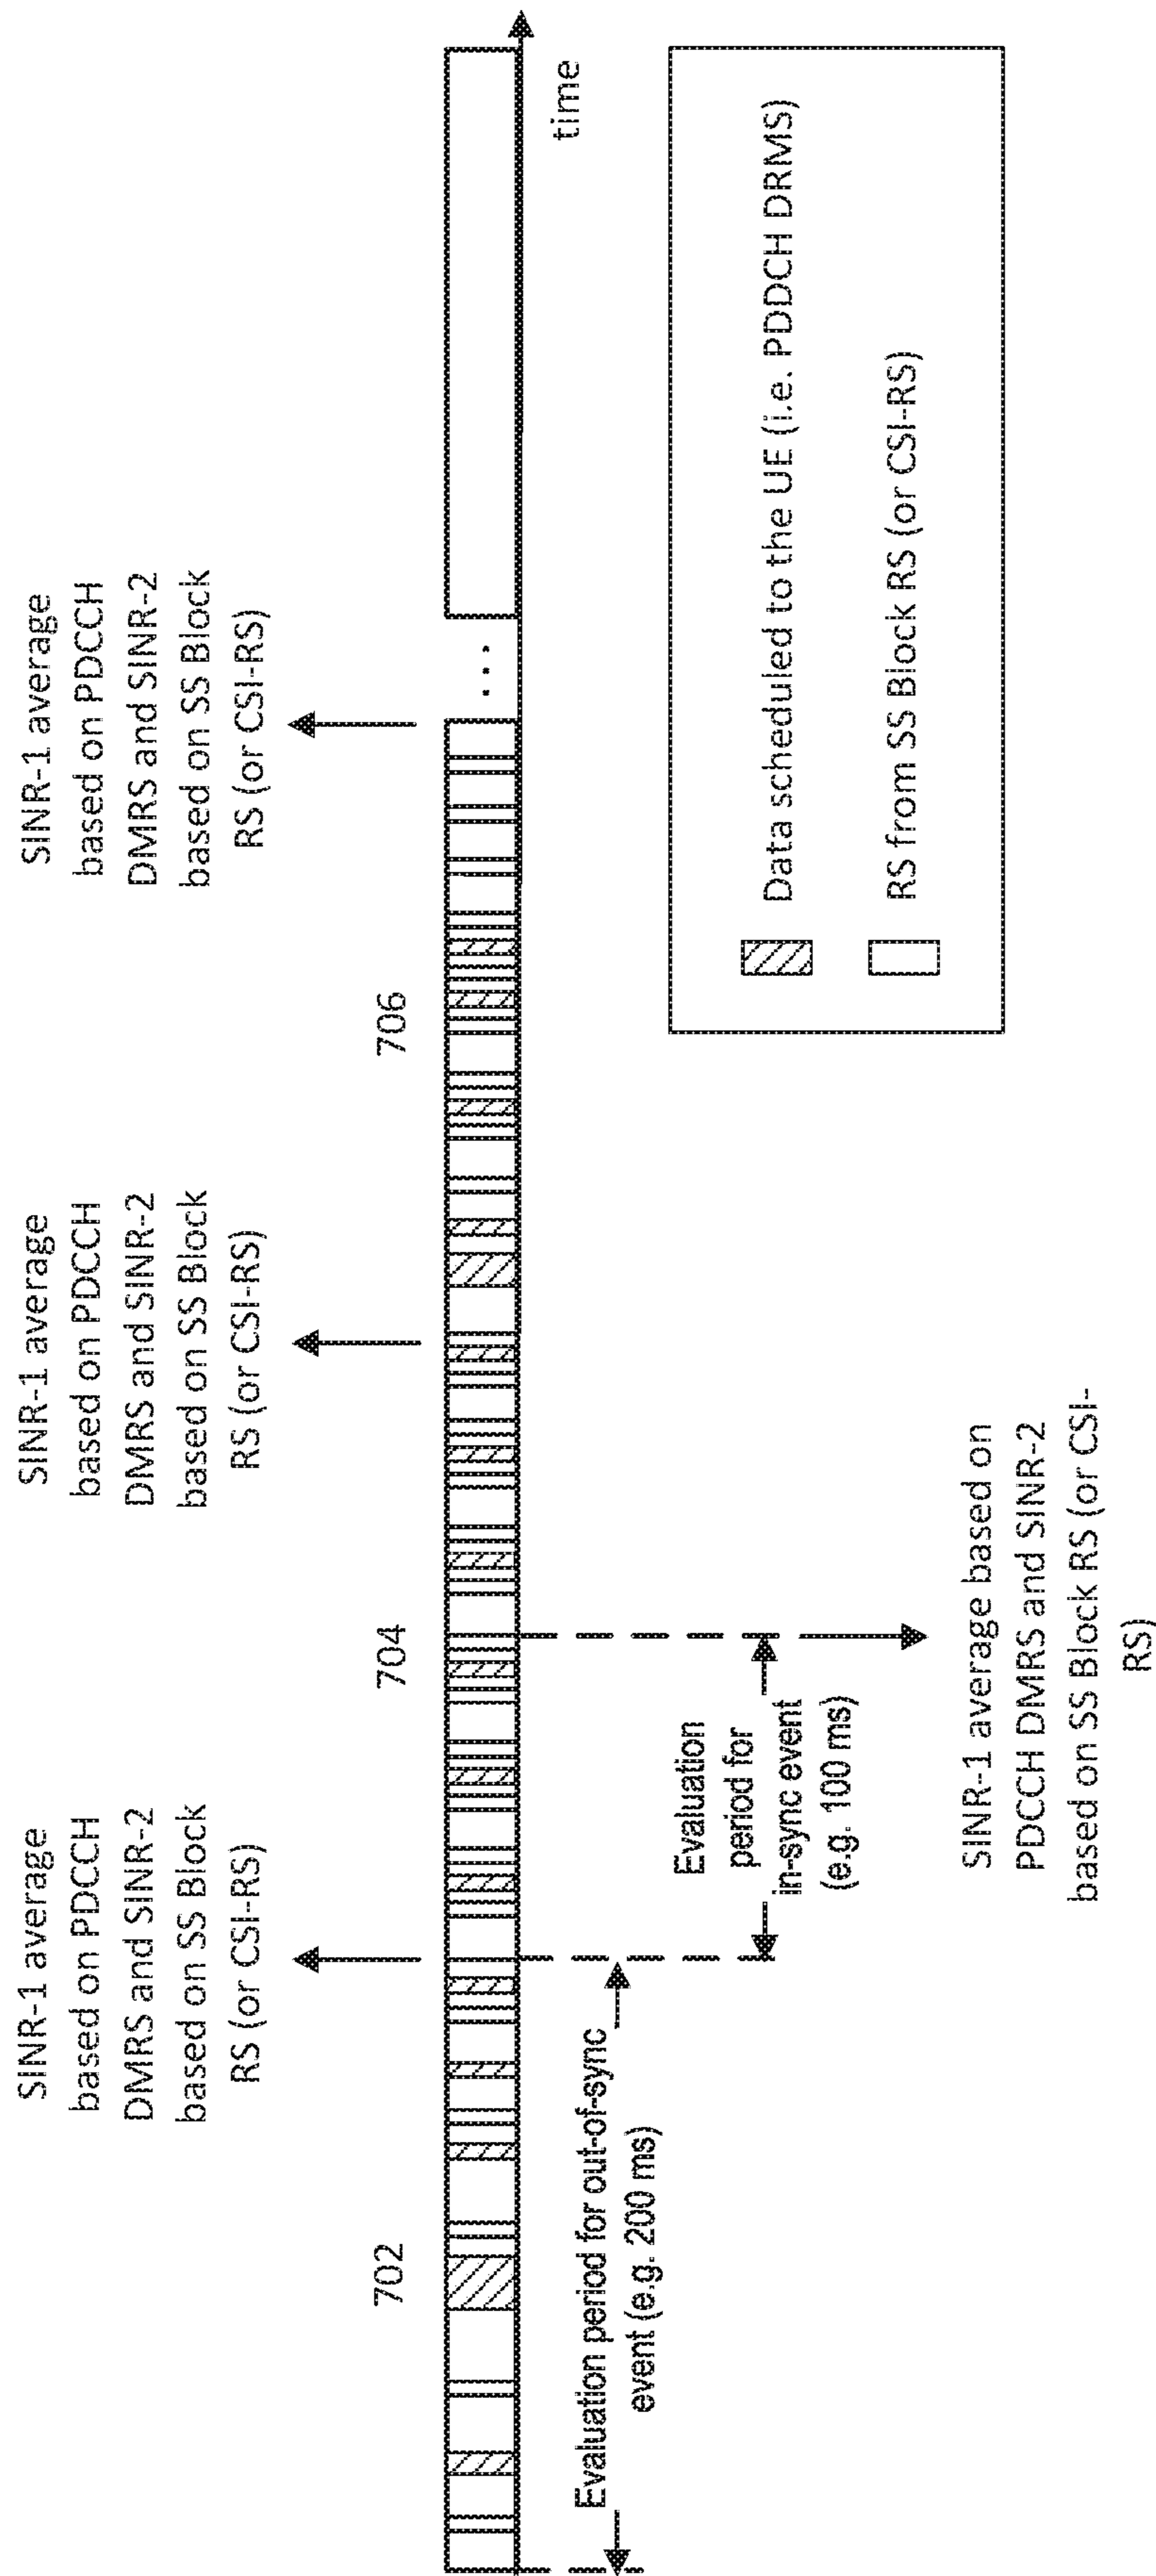 SINR-1 average
based on PDCCH
DMRS and SINR-2
based on SS Block
RS (or CSI-RS)
SINR-1 average
based on PDCCH
DMRS and SINR-2
based on SS Block
RS (or CSI-RS)
SINR-1 average
based on PDCCH
DMRS and SINR-2
based on SS Block
RS (or CSI-RS)
702
704
706
...
time
Evaluation period for out-of-sync
event (e.g. 200 ms)
Evaluation
period for
in-sync event
(e.g. 100 ms)
SINR-1 average based on
PDCCH DMRS and SINR-2
based on SS Block RS (or CSI-
RS)
Data scheduled to the UE (i.e. PDDCH DRMS)
RS from SS Block RS (or CSI-RS)